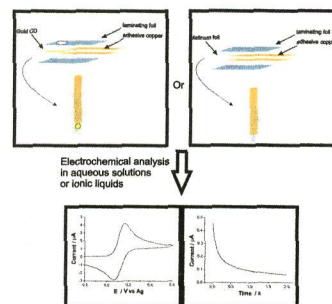 Gold CD
laminating foil
adhesive copper
Or
Platinum foil
laminating foil
adhesive copper
Electrochemical analysis
in aqueous solutions
or ionic liquids
Current / µA
E / V vs Ag
Current / µA
Time / s